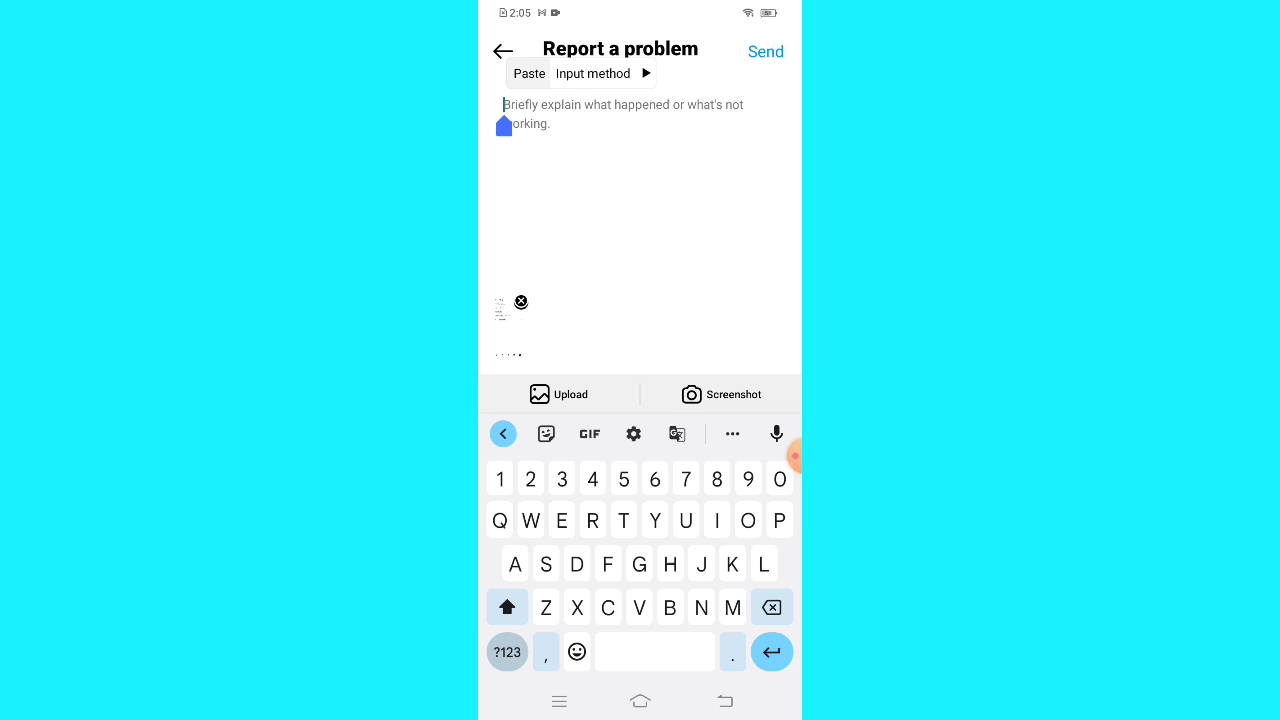 2:05
Report a problem
Send
Paste Input method
Briefly explain what happened or what's not
working.
Upload
Screenshot
GIF
1 2 3 4 5 6 7 8 9 0
Q W E R T Y U I O P
A S D F G H J K L
Z X C V B N M
?123 , .